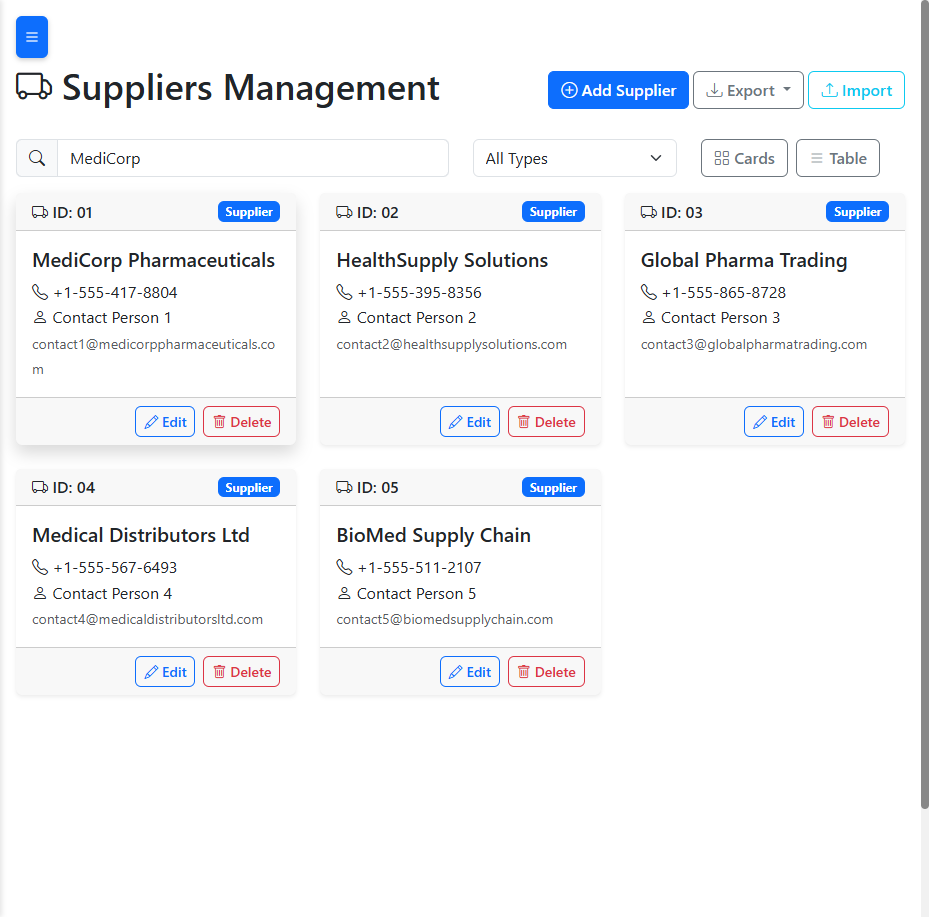 Suppliers Management
Add Supplier
Export
Import
MediCorp
All Types
Cards
Table
ID: 01
Supplier
MediCorp Pharmaceuticals
+1-555-417-8804
Contact Person 1
contact1@medicorppharmaceuticals.co
m
Edit
Delete
ID: 02
Supplier
HealthSupply Solutions
+1-555-395-8356
Contact Person 2
contact2@healthsupplysolutions.com
Edit
Delete
ID: 03
Supplier
Global Pharma Trading
+1-555-865-8728
Contact Person 3
contact3@globalpharmatrading.com
Edit
Delete
ID: 04
Supplier
Medical Distributors Ltd
+1-555-567-6493
Contact Person 4
contact4@medicaldistributorsltd.com
Edit
Delete
ID: 05
Supplier
BioMed Supply Chain
+1-555-511-2107
Contact Person 5
contact5@biomedsupplychain.com
Edit
Delete